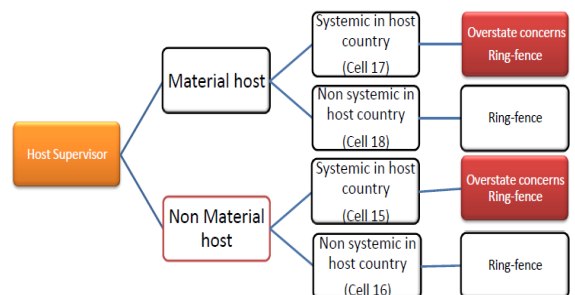 Host Supervisor
Material host
Non Material
host
Systemic in host
country
(Cell 17)
Non systemic in
host country
(Cell 18)
Systemic in host
country
(Cell 15)
Non systemic in
host country
(Cell 16)
Overstate concerns
Ring-fence
Ring-fence
Overstate concerns
Ring-fence
Ring-fence